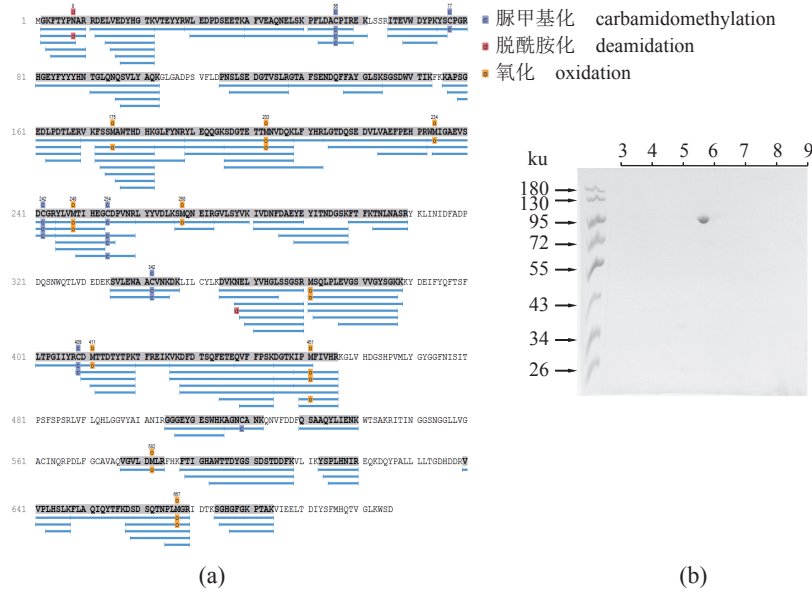 脲甲基化 carbamidomethylation
脱酰胺化 deamidation
氧化 oxidation
1 MGKFTYPNAR RDELVEDYHG TKVTEYYRWL EDPDSEETKA FVEAQNELSK PFLDACPIRE KLSSRITEVW DYPKYSCPGR
81 HGEYFYYYHN TGLQNQSVLY AQKGLGADPS VFLDPNSLSE DGTVSLRGTA FSENDQFFAY GLSKSGSDWV TIKFKKAPSG
161 EDLPDTLERV KFSSMAWTHD HKGLFYNRYL EQQGKSDGTE TTMNVDQKLF YHRLGTDQSE DVLVAEFPEH PRWMIGAEVS
241 DCGRYLVMTI HEGCDPVNRL YYVDLKSMQN EIRGVLSYVK IVDNFDAEYE YITNDGSKFT FKTNLNASRY KLINIDFADP
321 DQSNWQTLVD EDEKSVLEWA ACVNKDKLIL CYLKDVKNEL YVHGLSSGSR MSQLPLEVGS VVGYSGKKKY DEIFYQFTSF
401 LTPGIIYRCD MTTDTYTPKT FREIKVKDFD TSQFETEQVF FPSKDGTKIP MFIVHRKGLV HDGSHPVMLY GYGGFNISIT
481 PSFSPSRLVF LQHLGGVYAI ANIRGGGEYG ESWHKAGNCA NKQNVFDDFQ SAAQYLIENK WTSAKRITIN GGSNGGLLVG
561 ACINQRPDLF GCAVAQVGVL DMLRFHKFTI GHAWTTDYGS SDSTDDFKVL IKYSPLHNIR EQKDQYPALL LLTGDHDDRV
641 VPLHSLKFLA QIQYTFKDSD SQTNPLMGRI DTKSGHGFGK PTAKVIEELT DIYSFMHQTV GLKWSD
(a)
ku 3 4 5 6 7 8 9
180
130
95
72
55
43
34
26
(b)